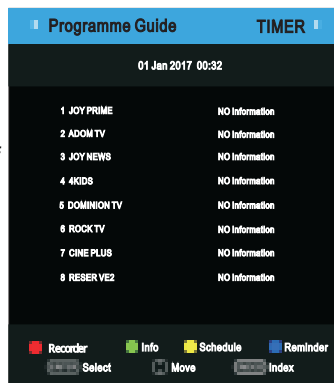 Programme Guide TIMER
01 Jan 2017 00:32
1 JOY PRIME NO Information
2 ADOM TV NO Information
3 JOY NEWS NO Information
4 4KIDS NO Information
5 DOMINION TV NO Information
6 ROCK TV NO Information
7 CINE PLUS NO Information
8 RESER VE2 NO Information
Recorder Info Schedule Reminder
Select Move Index